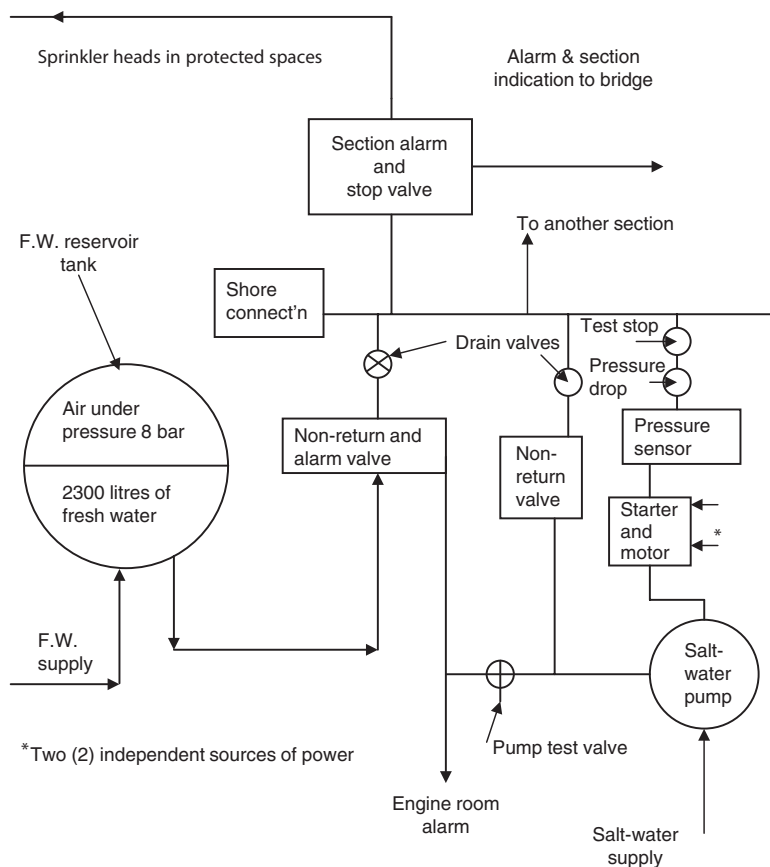 Sprinkler heads in protected spaces
Alarm & section
indication to bridge
Section alarm
and
stop valve
F.W. reservoir
tank
To another section
Shore
connect'n
Test stop
Drain valves
Pressure
drop
Air under
pressure 8 bar
2300 litres of
fresh water
Non-return and
alarm valve
Non-
return
valve
Pressure
sensor
Starter
and
motor
*
F.W.
supply
Salt-
water
pump
*Two (2) independent sources of power
Pump test valve
Engine room
alarm
Salt-water
supply